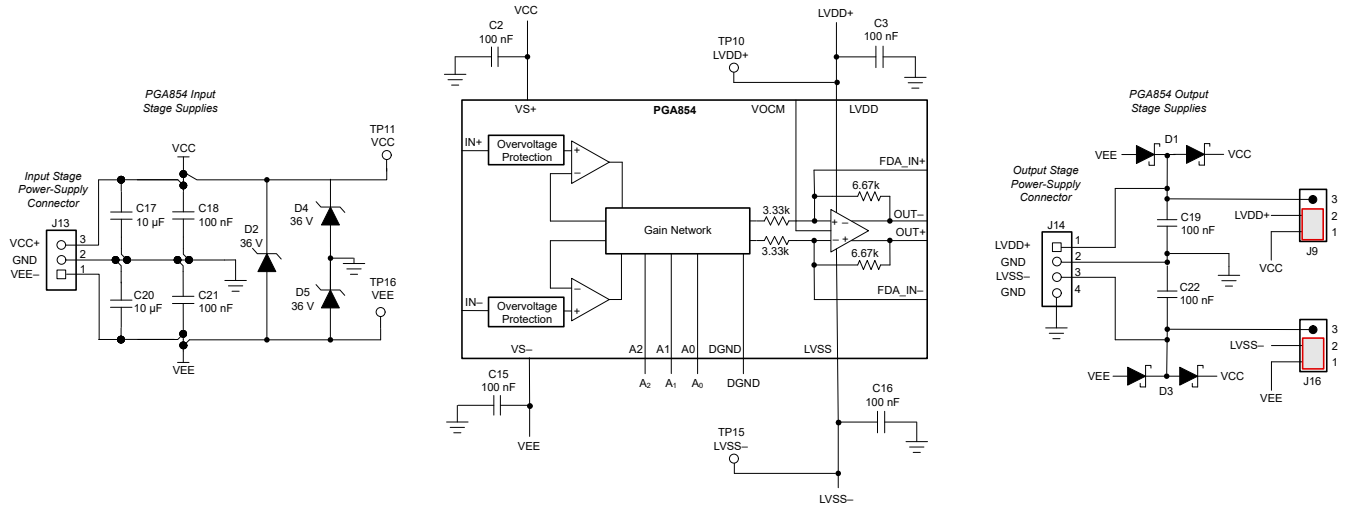 PGA854 Input
Stage Supplies
Input Stage
Power-Supply
Connector
J13
VCC+
GND
VEE–
3
2
1
VCC
C17
10 µF
C18
100 nF
C20
10 µF
C21
100 nF
VEE
D2
36 V
D4
36 V
D5
36 V
TP11
VCC
TP16
VEE
VCC
C2
100 nF
TP10
LVDD+
LVDD+
C3
100 nF
VS+
PGA854
VOCM
LVDD
IN+
Overvoltage
Protection
+
–
Gain Network
3.33k
3.33k
6.67k
6.67k
+
–
–
+
FDA_IN+
OUT–
OUT+
FDA_IN–
IN–
Overvoltage
Protection
–
+
VS–
A2
A1
A0
DGND
LVSS
A₂
A₁
A₀
DGND
C15
100 nF
VEE
C16
100 nF
TP15
LVSS–
LVSS–
PGA854 Output
Stage Supplies
D1
VEE
VCC
Output Stage
Power-Supply
Connector
J14
LVDD+
GND
LVSS–
GND
1
2
3
4
C19
100 nF
C22
100 nF
LVDD+
VCC
3
2
1
J9
LVSS–
VEE
3
2
1
J16
VEE
VCC
D3